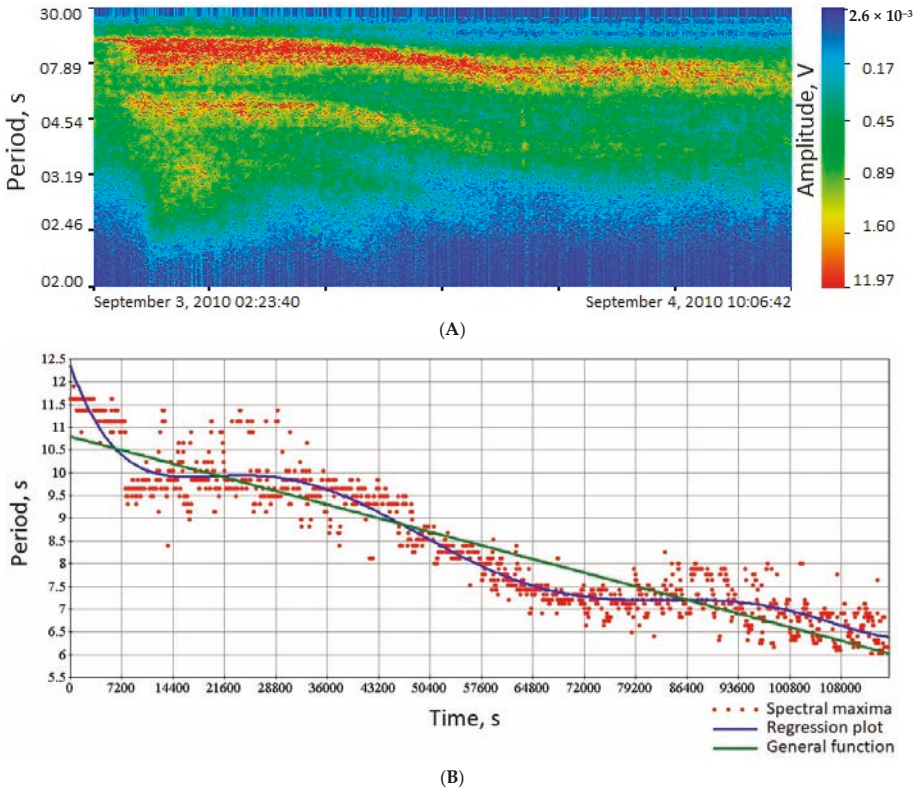 30.00
07.89
04.54
03.19
02.46
02.00
Period, s
September 3, 2010 02:23:40
September 4, 2010 10:06:42
Amplitude, V
2.6 × 10⁻³
0.17
0.45
0.89
1.60
11.97
(A)
12.5
12
11.5
11
10.5
10
9.5
9
8.5
8
7.5
7
6.5
6
5.5
Period, s
0 7200 14400 21600 28800 36000 43200 50400 57600 64800 72000 79200 86400 93600 100800 108000
Time, s
Spectral maxima
Regression plot
General function
(B)